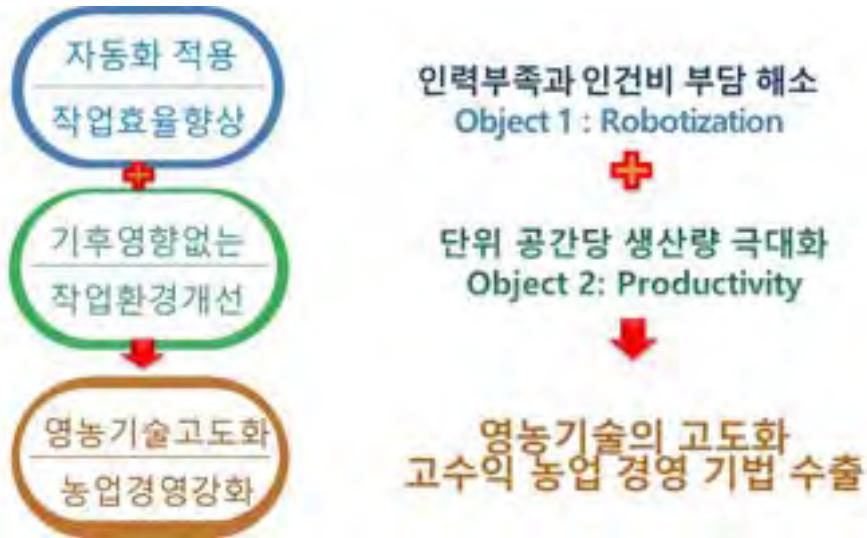 자동화 적용
작업효율향상
인력부족과 인건비 부담 해소
Object 1 : Robotization
기후영향없는
작업환경개선
단위 공간당 생산량 극대화
Object 2: Productivity
영농기술고도화
농업경영강화
영농기술의 고도화
고수익 농업 경영 기법 수출